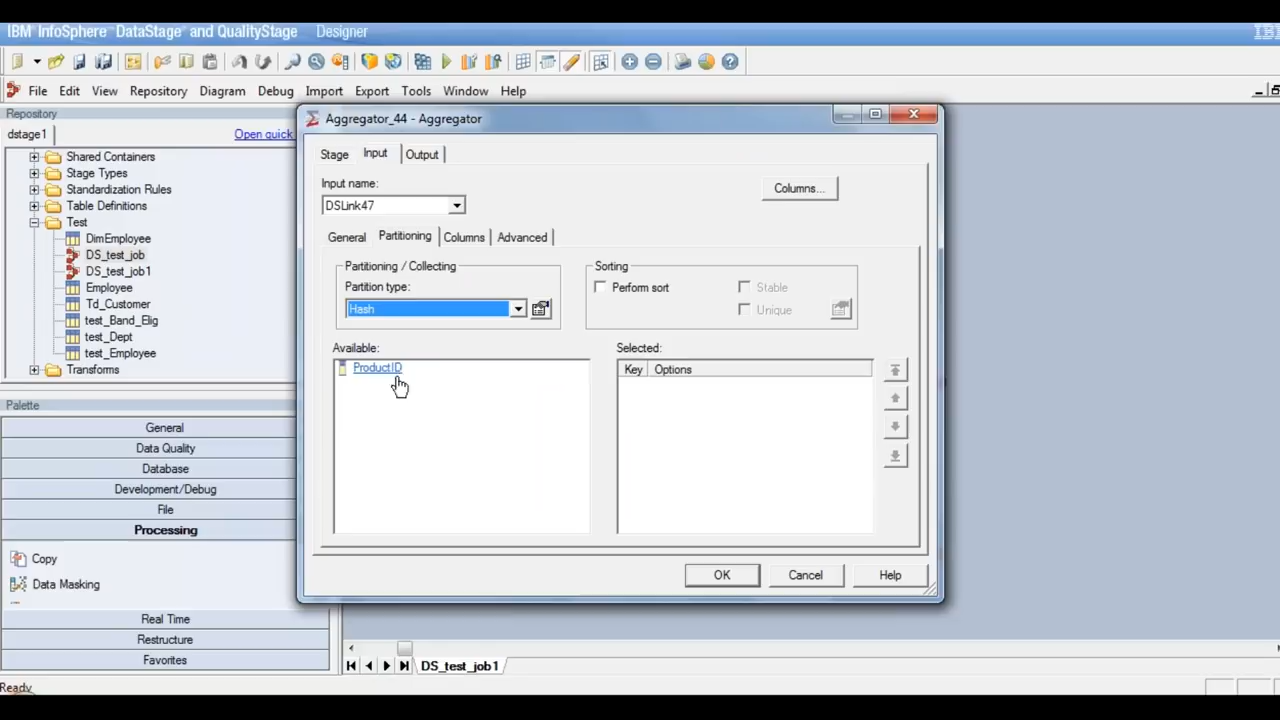 IBM® InfoSphere™ DataStage® and QualityStage® Designer
File Edit View Repository Diagram Debug Import Export Tools Window Help
Repository
dstage1
Open quick
Shared Containers
Stage Types
Standardization Rules
Table Definitions
Test
DimEmployee
DS_test_job
DS_test_job1
Employee
Td_Customer
test_Band_Elig
test_Dept
test_Employee
Transforms
Palette
General
Data Quality
Database
Development/Debug
File
Processing
Copy
Data Masking
Real Time
Restructure
Favorites
Aggregator_44 - Aggregator
Stage Input Output
Input name:
DSLink47
Columns...
General Partitioning Columns Advanced
Partitioning / Collecting
Partition type:
Hash
Sorting
Perform sort
Stable
Unique
Available:
ProductID
Selected:
Key Options
OK Cancel Help
DS_test_job1
Ready